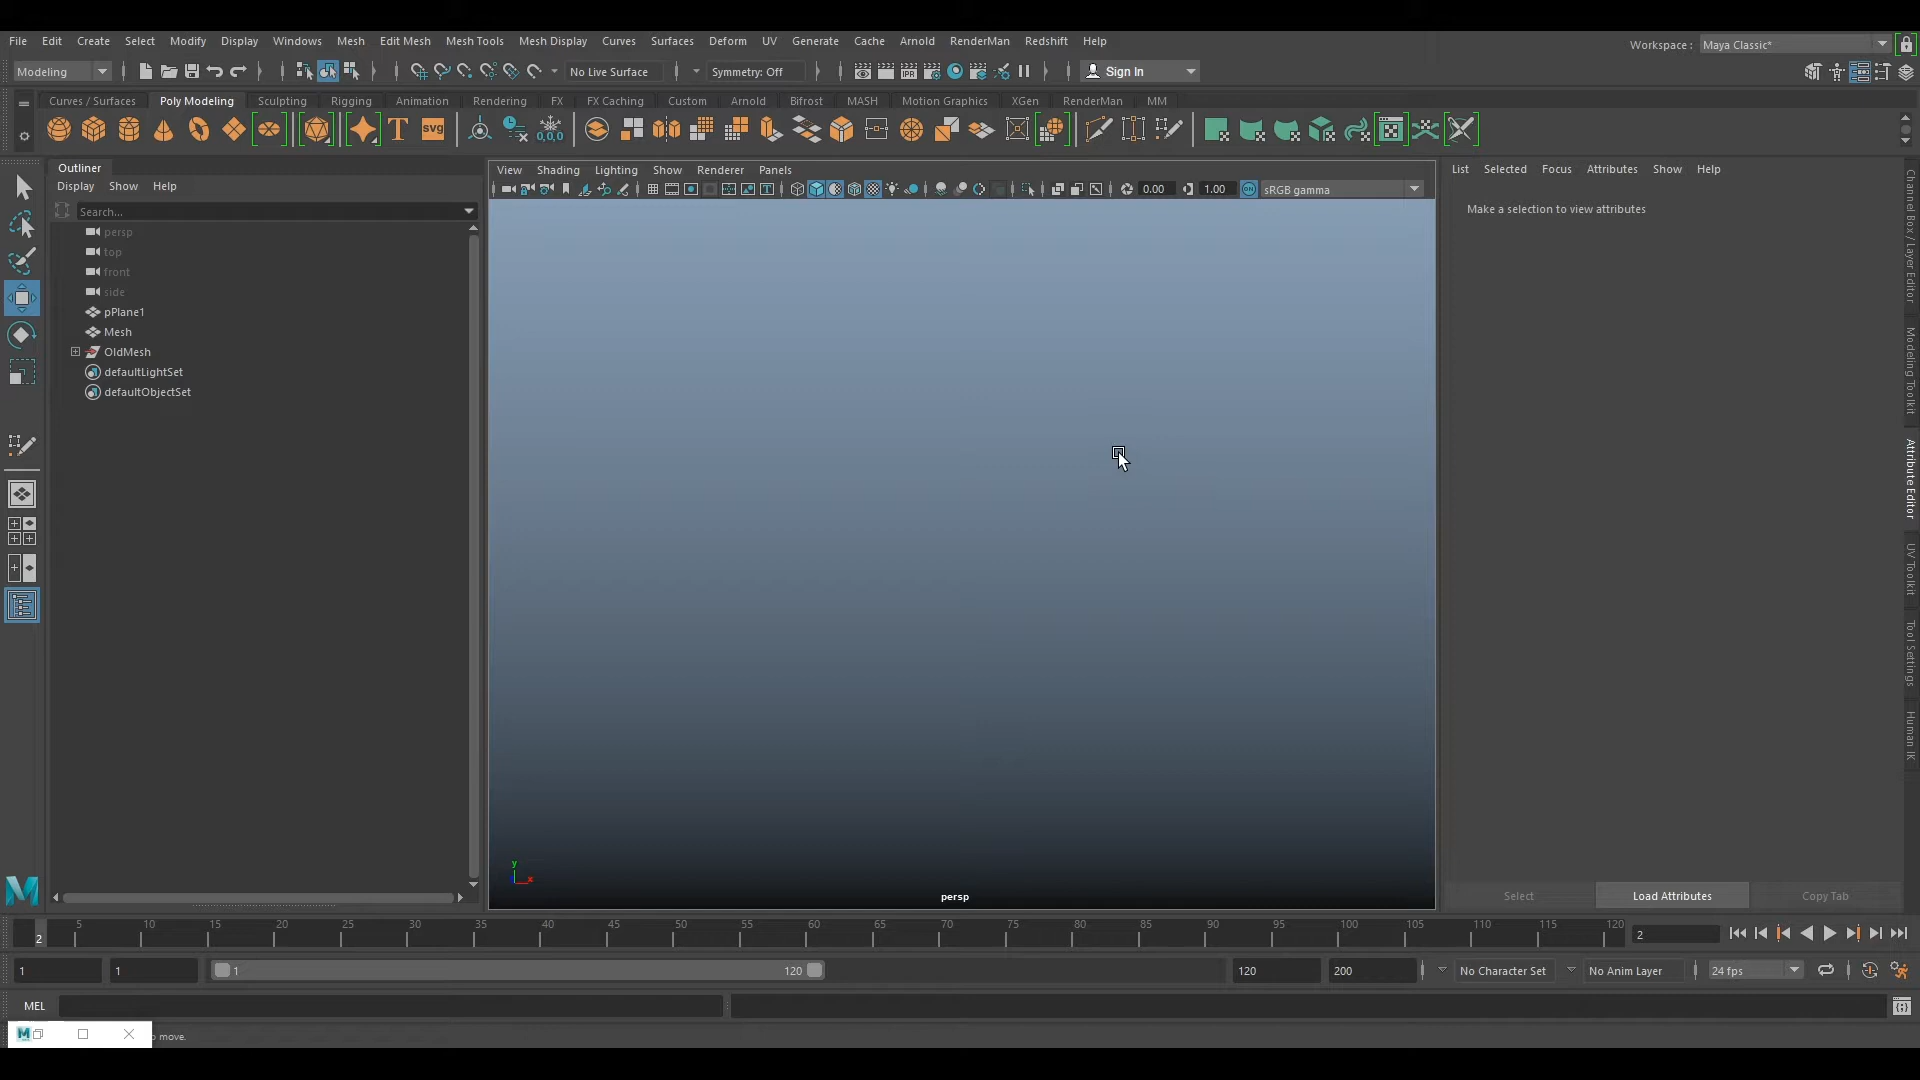 File Edit Create Select Modify Display Windows Mesh Edit Mesh Mesh Tools Mesh Display Curves Surfaces Deform UV Generate Cache Arnold RenderMan Redshift Help
Workspace : Maya Classic*
Modeling No Live Surface Symmetry: Off IPR Sign In
Curves / Surfaces Poly Modeling Sculpting Rigging Animation Rendering FX FX Caching Custom Arnold Bifrost MASH Motion Graphics XGen RenderMan MM
T svg 0,0,0
Outliner
Display Show Help
Search...
persp
top
front
side
pPlane1
Mesh
OldMesh
defaultLightSet
defaultObjectSet
View Shading Lighting Show Renderer Panels
0.00 1.00 ON sRGB gamma
y
x
persp
List Selected Focus Attributes Show Help
Make a selection to view attributes
Select Load Attributes Copy Tab
Channel Box / Layer Editor
Modeling Toolkit
Attribute Editor
UV Toolkit
Tool Settings
Human IK
M
5 10 15 20 25 30 35 40 45 50 55 60 65 70 75 80 85 90 95 100 105 110 115 120
2 2
1 1 1 120 120 200 No Character Set No Anim Layer 24 fps
MEL
M o move.